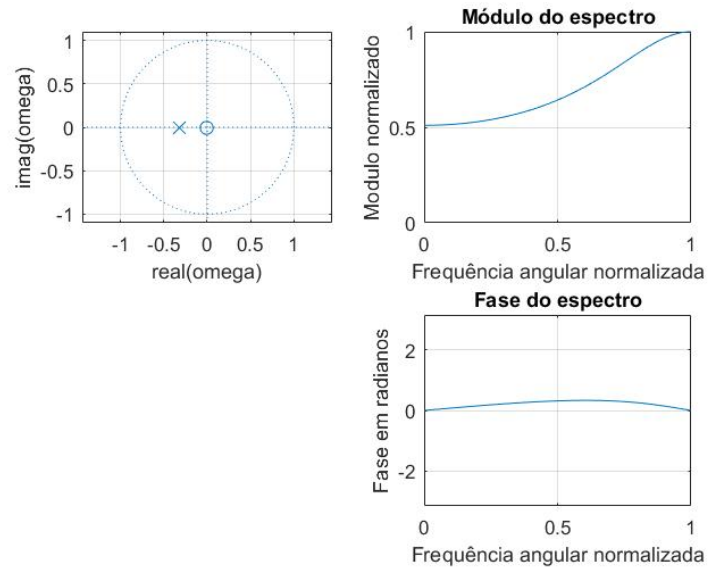 1
0.5
0
-0.5
-1
imag(omega)
-1 -0.5 0 0.5 1
real(omega)
Módulo do espectro
1
0.5
0
Modulo normalizado
0 0.5 1
Frequência angular normalizada
Fase do espectro
2
0
-2
Fase em radianos
0 0.5 1
Frequência angular normalizada